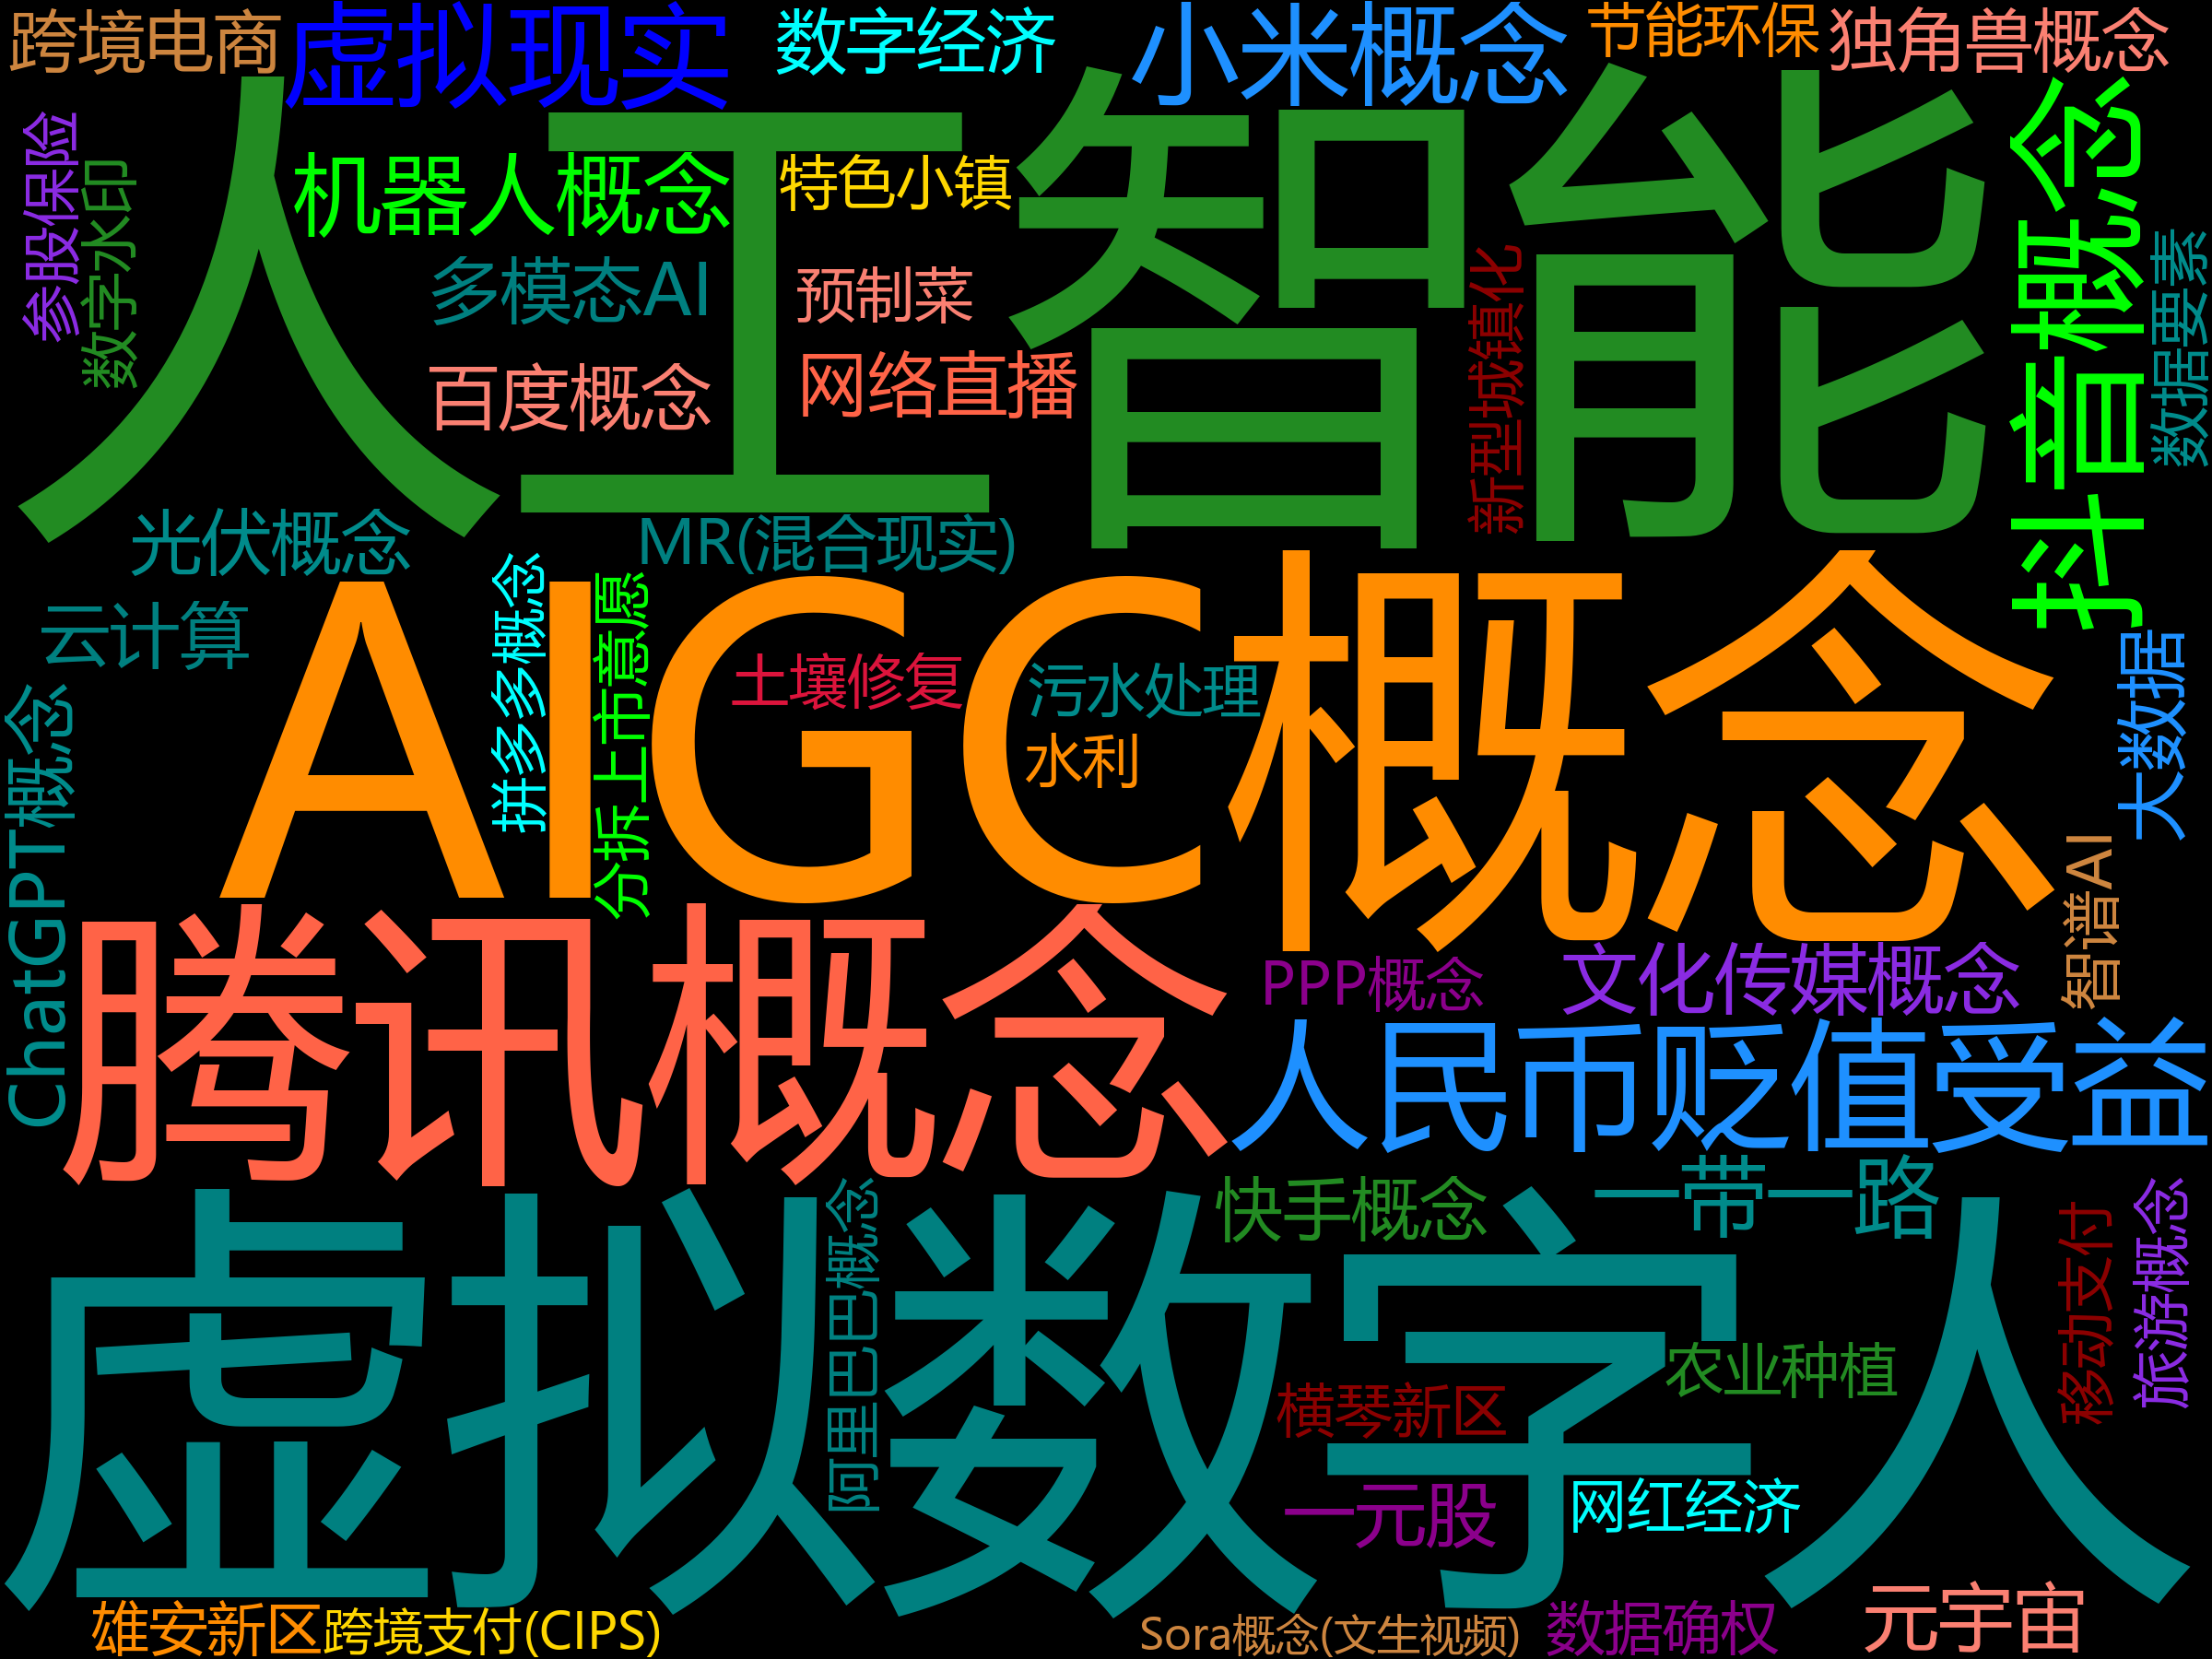 跨境电商
虚拟现实
数字经济
小米概念
节能环保
独角兽概念
人工智能
参股保险
数字水印
机器人概念
特色小镇
抖音概念
多模态AI
预制菜
新型城镇化
数据要素
百度概念
网络直播
光伏概念
MR(混合现实)
AIGC概念
云计算
拼多多概念
分拆上市意愿
土壤修复
污水处理
水利
大数据
ChatGPT概念
智谱AI
腾讯概念
PPP概念
文化传媒概念
人民币贬值受益
一带一路
快手概念
虚拟数字人
阿里巴巴概念
移动支付
旅游概念
农业种植
横琴新区
一元股
网红经济
雄安新区
跨境支付(CIPS)
Sora概念(文生视频)
数据确权
元宇宙